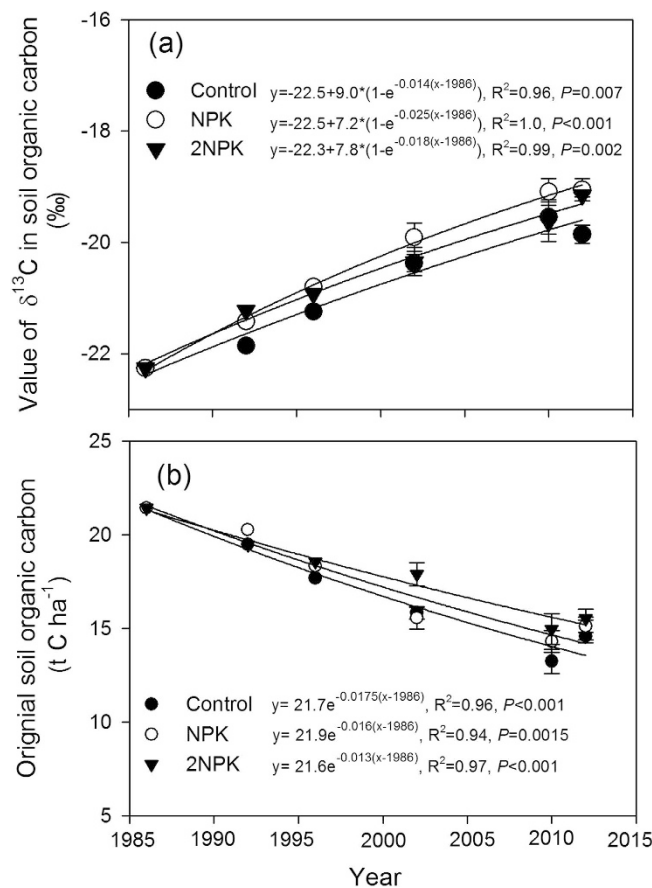 -16
(a)
Control y=-22.5+9.0*(1-e^-0.014(x-1986)), R²=0.96, P=0.007
NPK y=-22.5+7.2*(1-e^-0.025(x-1986)), R²=1.0, P<0.001
2NPK y=-22.3+7.8*(1-e^-0.018(x-1986)), R²=0.99, P=0.002
-18
-20
-22
Value of δ¹³C in soil organic carbon
(‰)
25
(b)
20
15
10
5
Orignial soil organic carbon
(t C ha⁻¹)
Control y= 21.7e^-0.0175(x-1986), R²=0.96, P<0.001
NPK y= 21.9e^-0.016(x-1986), R²=0.94, P=0.0015
2NPK y= 21.6e^-0.013(x-1986), R²=0.97, P<0.001
1985 1990 1995 2000 2005 2010 2015
Year